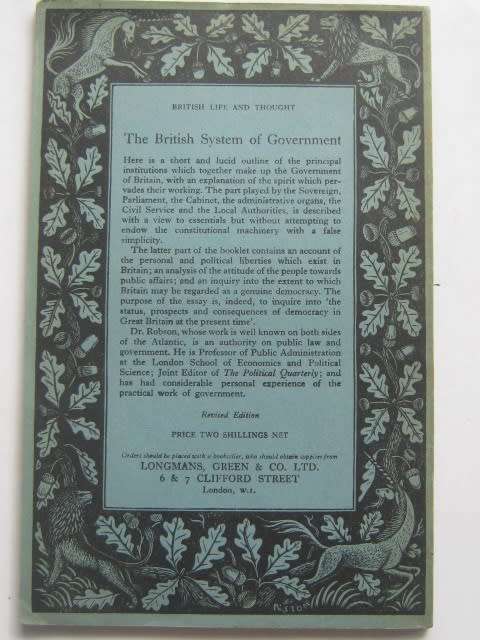 BRITISH LIFE AND THOUGHT
The British System of Government
Here is a short and lucid outline of the principal
institutions which together make up the Government
of Britain, with an explanation of the spirit which per-
vades their working. The part played by the Sovereign,
Parliament, the Cabinet, the administrative organs, the
Civil Service and the Local Authorities, is described
with a view to essentials but without attempting to
endow the constitutional machinery with a false
simplicity.
The latter part of the booklet contains an account of
the personal and political liberties which exist in
Britain; an analysis of the attitude of the people towards
public affairs; and an inquiry into the extent to which
Britain may be regarded as a genuine democracy. The
purpose of the essay is, indeed, to inquire into 'the
status, prospects and consequences of democracy in
Great Britain at the present time'.
Dr. Robson, whose work is well known on both sides
of the Atlantic, is an authority on public law and
government. He is Professor of Public Administration
at the London School of Economics and Political
Science; Joint Editor of The Political Quarterly; and
has had considerable personal experience of the
practical work of government.
Revised Edition
PRICE TWO SHILLINGS NET
Orders should be placed with a bookseller, who should obtain supplies from
LONGMANS, GREEN & CO. LTD.
6 & 7 CLIFFORD STREET
London, W.1.